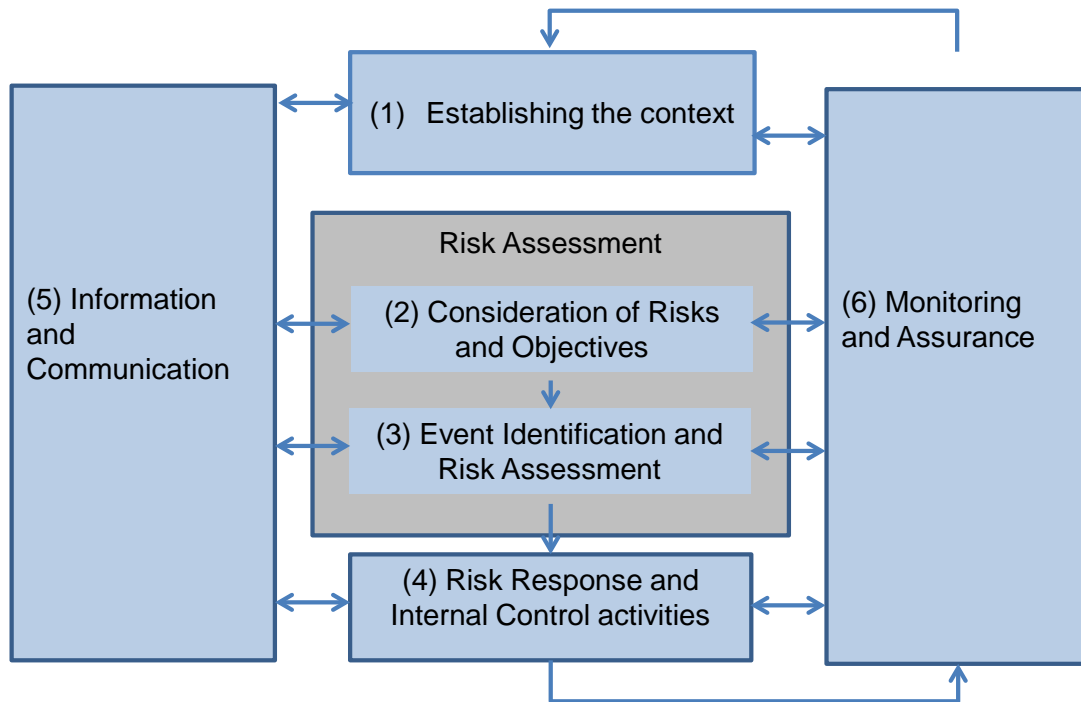 (1) Establishing the context
Risk Assessment
(5) Information
and
Communication
(2) Consideration of Risks
and Objectives
(6) Monitoring
and Assurance
(3) Event Identification and
Risk Assessment
(4) Risk Response and
Internal Control activities